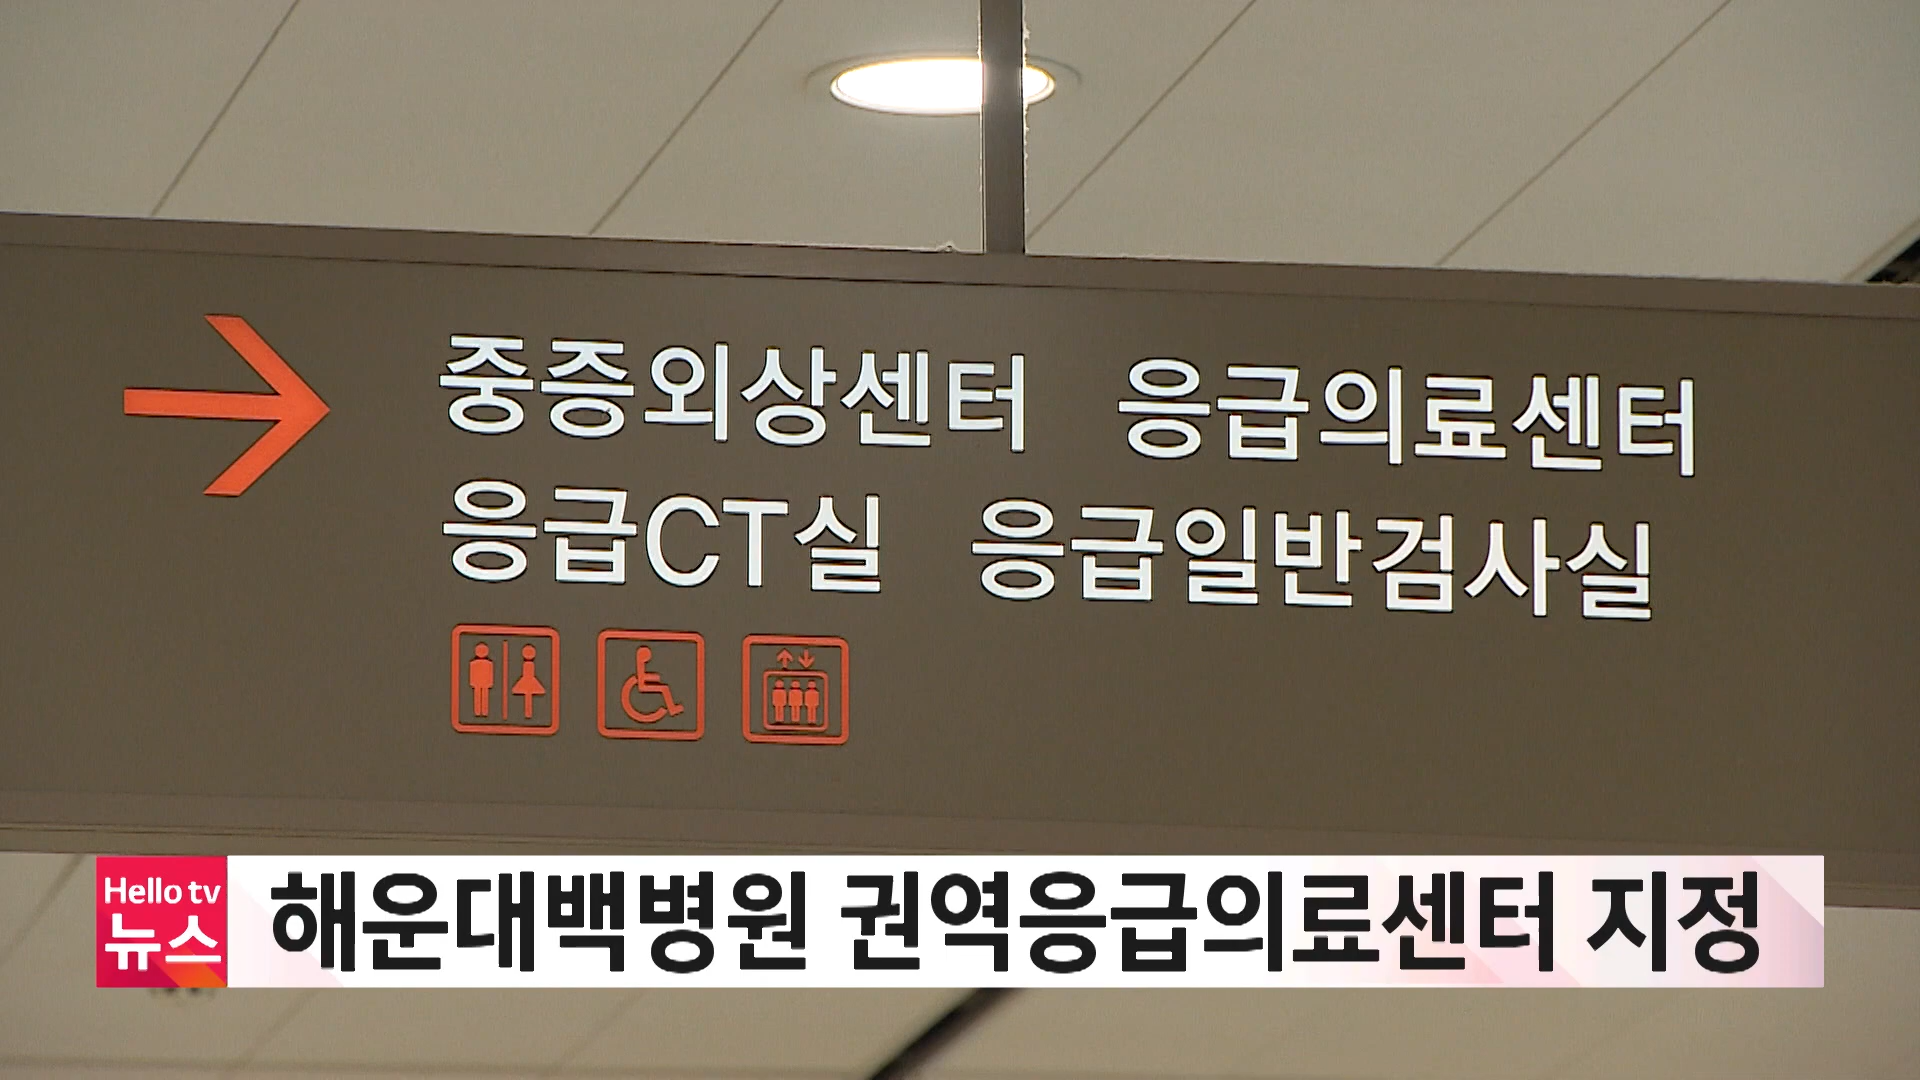 중증외상센터 응급의료센터
응급CT실 응급일반검사실
Hello tv
뉴스
해운대백병원 권역응급의료센터 지정